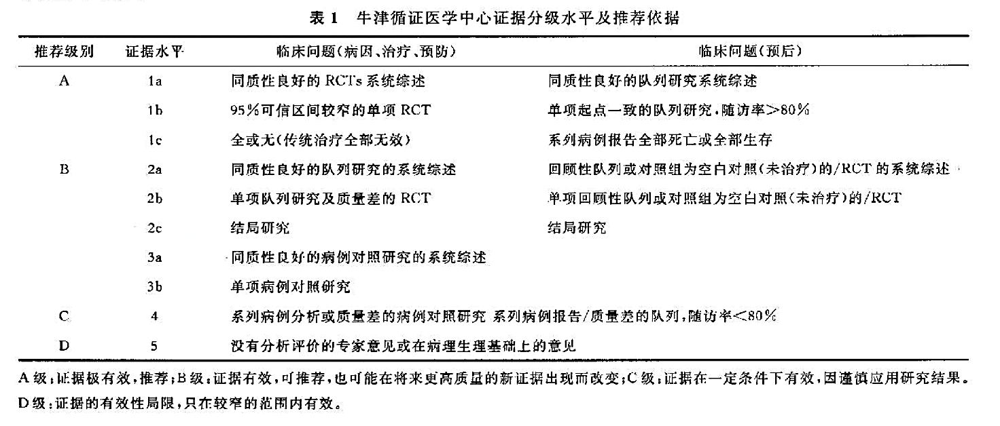 表 1 牛津循证医学中心证据分级水平及推荐依据
推荐级别 证据水平 临床问题(病因、治疗、预防) 临床问题(预后)
A 1a 同质性良好的 RCTs 系统综述 同质性良好的队列研究系统综述
1b 95%可信区间较窄的单项 RCT 单项起点一致的队列研究,随访率>80%
1c 全或无(传统治疗全部无效) 系列病例报告全部死亡或全部生存
B 2a 同质性良好的队列研究的系统综述 回顾性队列或对照组为空白对照(未治疗)的/RCT 的系统综述
2b 单项队列研究及质量差的 RCT 单项回顾性队列或对照组为空白对照(未治疗)的/RCT
2c 结局研究 结局研究
3a 同质性良好的病例对照研究的系统综述
3b 单项病例对照研究
C 4 系列病例分析或质量差的病例对照研究 系列病例报告/质量差的队列,随访率<80%
D 5 没有分析评价的专家意见或在病理生理基础上的意见
A 级:证据极有效,推荐;B 级:证据有效,可推荐,也可能在将来更高质量的新证据出现而改变;C 级:证据在一定条件下有效,因谨慎应用研究结果。
D 级:证据的有效性局限,只在较窄的范围内有效。